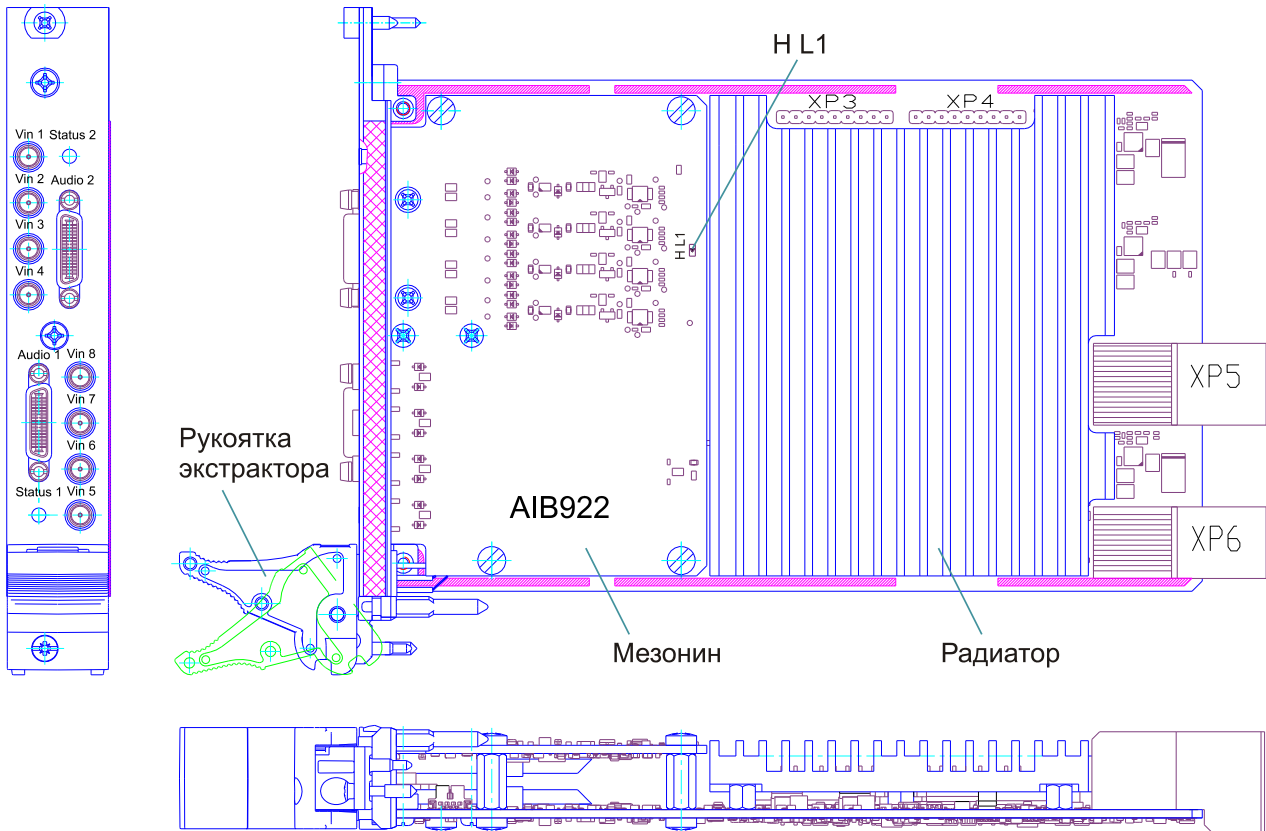 H L1
XP3 XP4
Vin 1 Status 2
Vin 2 Audio 2
Vin 3
Vin 4
H L1
Audio 1 Vin 8
Vin 7
Vin 6
Status 1 Vin 5
XP5
Рукоятка
экстрактора
AIB922
XP6
Мезонин
Радиатор